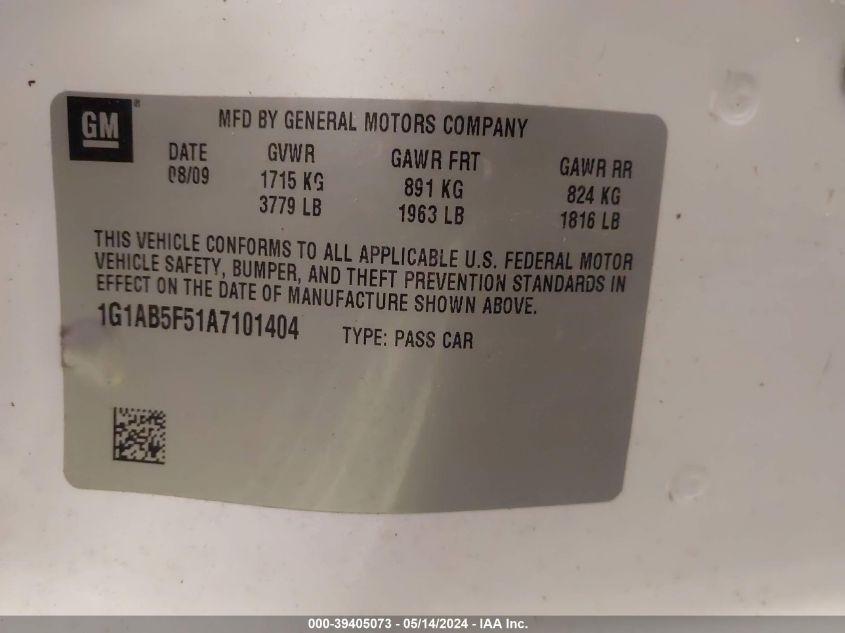 GM ®
MFD BY GENERAL MOTORS COMPANY
DATE GVWR GAWR FRT GAWR RR
08/09 1715 KG 891 KG 824 KG
3779 LB 1963 LB 1816 LB
THIS VEHICLE CONFORMS TO ALL APPLICABLE U.S. FEDERAL MOTOR
VEHICLE SAFETY, BUMPER, AND THEFT PREVENTION STANDARDS IN
EFFECT ON THE DATE OF MANUFACTURE SHOWN ABOVE.
1G1AB5F51A7101404 TYPE: PASS CAR
000-39405073 - 05/14/2024 - IAA Inc.